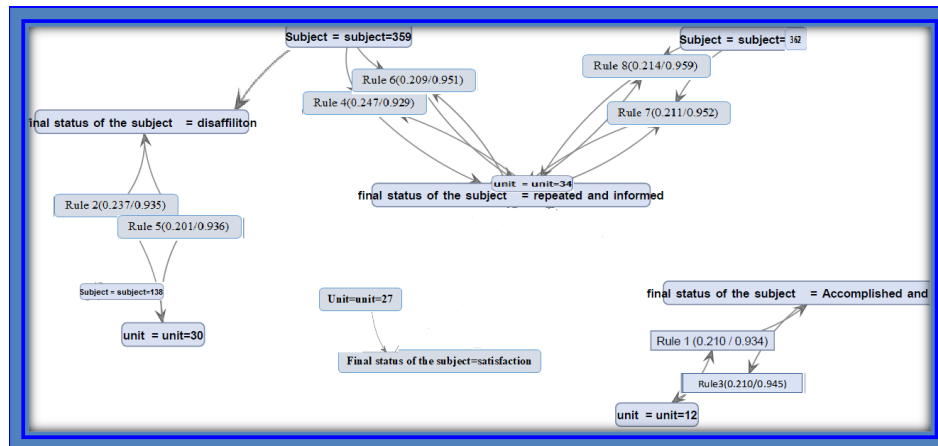 Subject = subject=359
Subject = subject= 362
Rule 8(0.214/0.959)
Rule 6(0.209/0.951)
Rule 4(0.247/0.929)
Rule 7(0.211/0.952)
inal status of the subject = disaffiliton
unit = unit=34
final status of the subject = repeated and informed
Rule 2(0.237/0.935)
Rule 5(0.201/0.936)
Subject = subject=138
unit = unit=30
Unit=unit=27
Final status of the subject=satisfaction
final status of the subject = Accomplished and
Rule 1 (0.210 / 0.934)
Rule3(0.210/0.945)
unit = unit=12